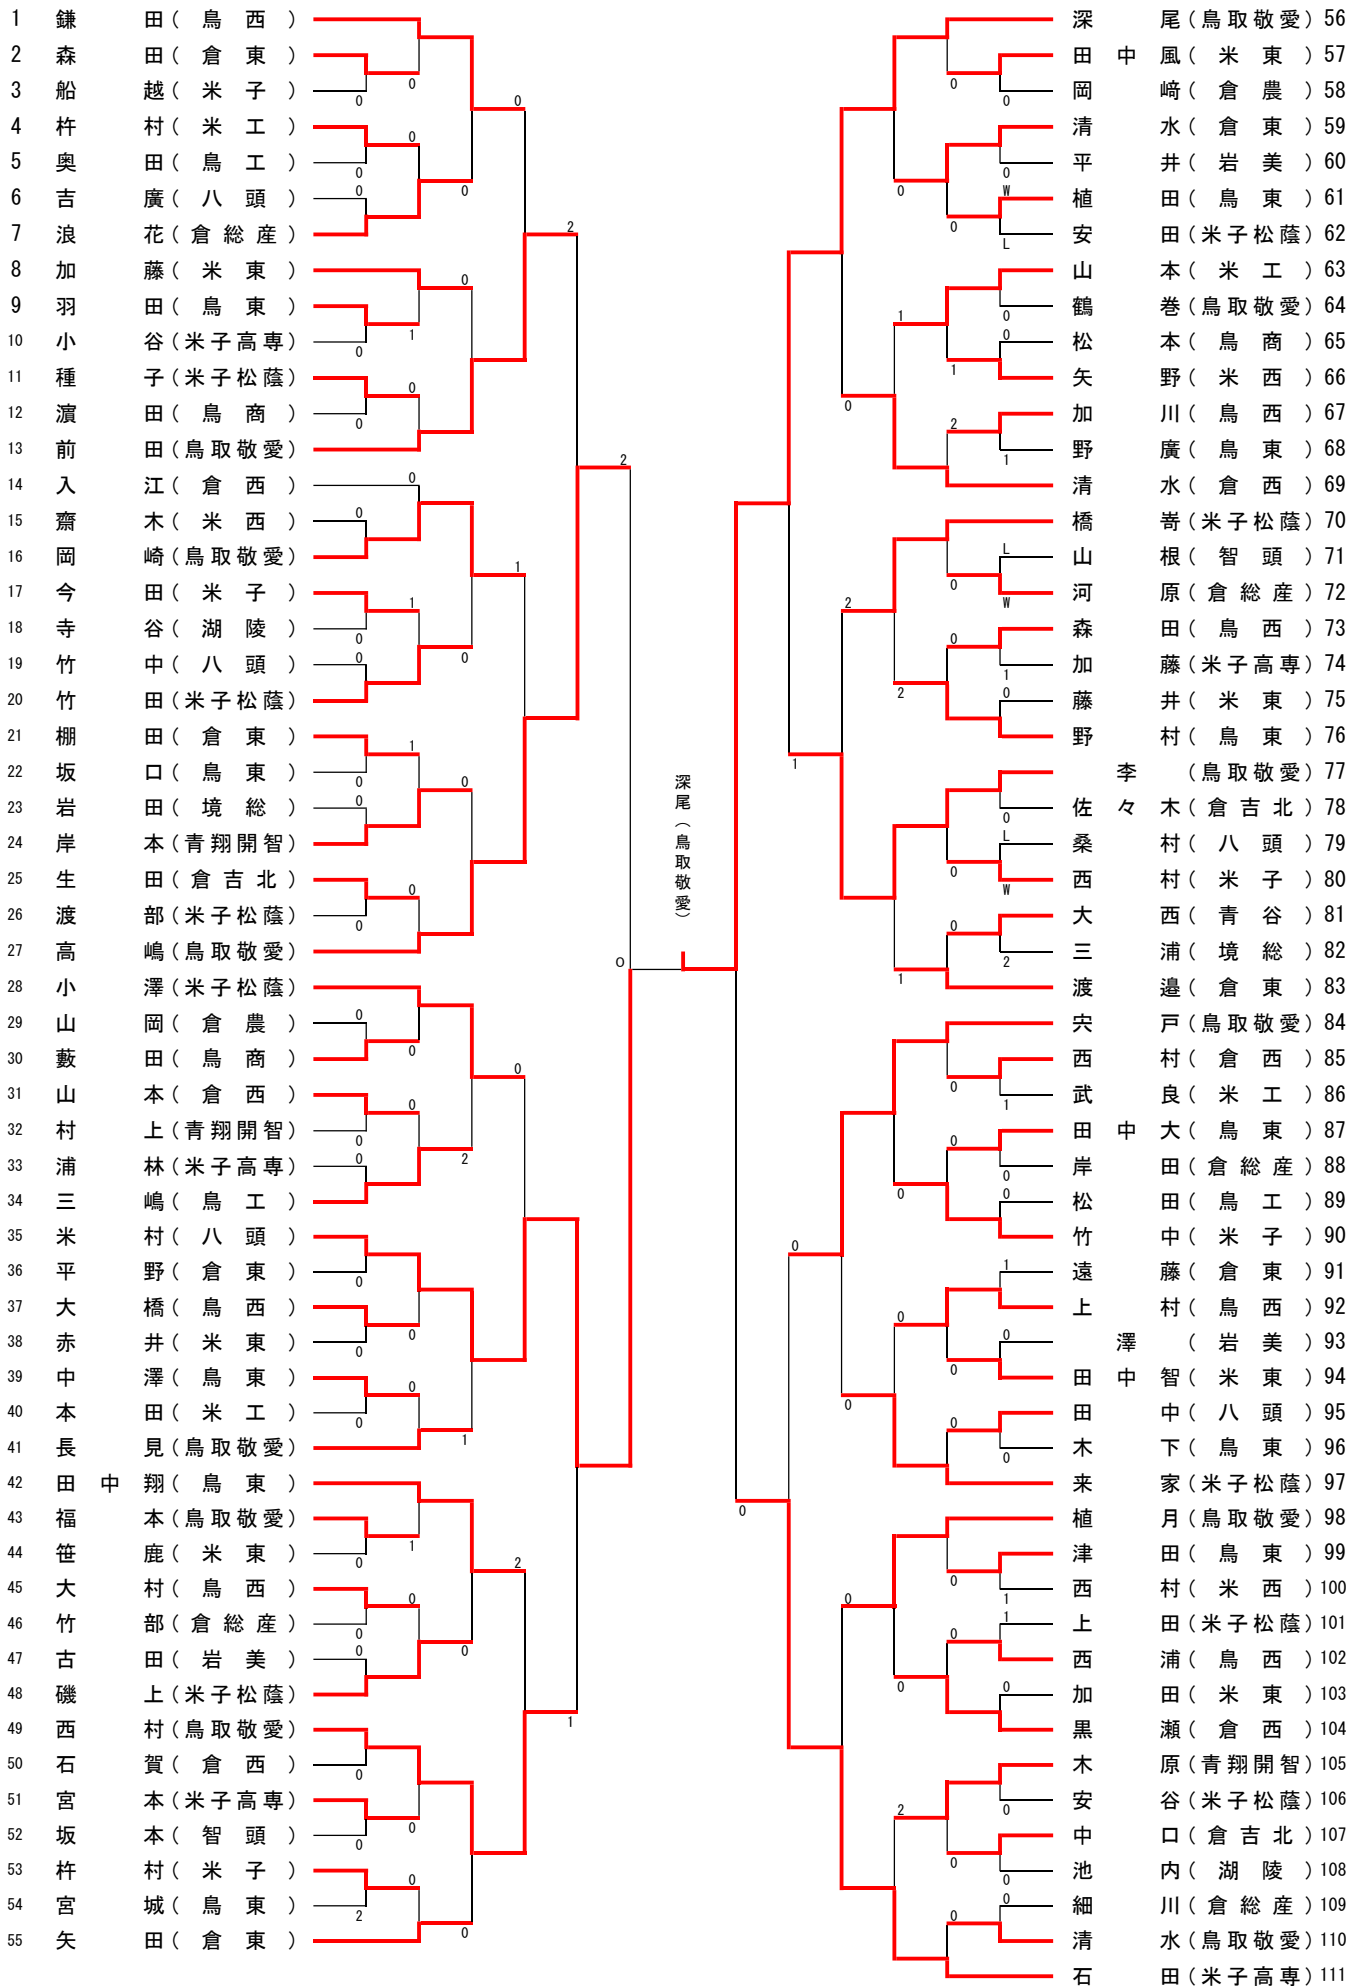 1 鎌田(鳥西)
2 森田(倉東)
3 船越(米子)
4 杵村(米工)
5 奥田(鳥工)
6 吉廣(八頭)
7 浪花(倉総産)
8 加藤(米東)
9 羽田(鳥東)
10 小谷(米子高専)
11 種子(米子松蔭)
12 濵田(鳥商)
13 前田(鳥取敬愛)
14 入江(倉西)
15 齋木(米西)
16 岡崎(鳥取敬愛)
17 今田(米子)
18 寺谷(湖陵)
19 竹中(八頭)
20 竹田(米子松蔭)
21 棚田(倉東)
22 坂口(鳥東)
23 岩田(境総)
24 岸本(青翔開智)
25 生田(倉吉北)
26 渡部(米子松蔭)
27 高嶋(鳥取敬愛)
28 小澤(米子松蔭)
29 山岡(倉農)
30 藪田(鳥商)
31 山本(倉西)
32 村上(青翔開智)
33 浦林(米子高専)
34 三嶋(鳥工)
35 米村(八頭)
36 平野(倉東)
37 大橋(鳥西)
38 赤井(米東)
39 中澤(鳥東)
40 本田(米工)
41 長見(鳥取敬愛)
42 田中翔(鳥東)
43 福本(鳥取敬愛)
44 笹鹿(米東)
45 大村(鳥西)
46 竹部(倉総産)
47 古田(岩美)
48 磯上(米子松蔭)
49 西村(鳥取敬愛)
50 石賀(倉西)
51 宮本(米子高専)
52 坂本(智頭)
53 杵村(米子)
54 宮城(鳥東)
55 矢田(倉東)
深尾(鳥取敬愛)
深尾(鳥取敬愛)56
田中風(米東)57
岡﨑(倉農)58
清水(倉東)59
平井(岩美)60
植田(鳥東)61
安田(米子松蔭)62
山本(米工)63
鶴巻(鳥取敬愛)64
松本(鳥商)65
矢野(米西)66
加川(鳥西)67
野廣(鳥東)68
清水(倉西)69
橋嵜(米子松蔭)70
山根(智頭)71
河原(倉総産)72
森田(鳥西)73
加藤(米子高専)74
藤井(米東)75
野村(鳥東)76
李(鳥取敬愛)77
佐々木(倉吉北)78
桑村(八頭)79
西村(米子)80
大西(青谷)81
三浦(境総)82
渡邉(倉東)83
宍戸(鳥取敬愛)84
西村(倉西)85
武良(米工)86
田中大(鳥東)87
岸田(倉総産)88
松田(鳥工)89
竹中(米子)90
遠藤(倉東)91
上村(鳥西)92
澤(岩美)93
田中智(米東)94
田中(八頭)95
木下(鳥東)96
来家(米子松蔭)97
植月(鳥取敬愛)98
津田(鳥東)99
西村(米西)100
上田(米子松蔭)101
西浦(鳥西)102
加田(米東)103
黒瀬(倉西)104
木原(青翔開智)105
安谷(米子松蔭)106
中口(倉吉北)107
池内(湖陵)108
細川(倉総産)109
清水(鳥取敬愛)110
石田(米子高専)111